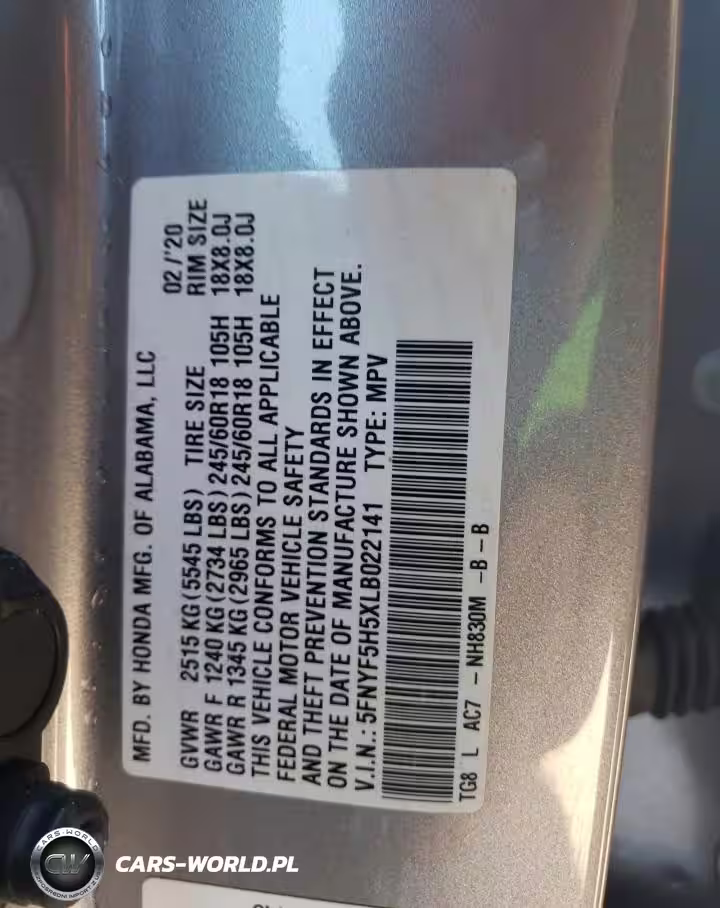 MFD. BY HONDA MFG. OF ALABAMA, LLC
02/'20
GVWR 2515 KG (5545 LBS) TIRE SIZE RIM SIZE
GAWR F 1240 KG (2734 LBS) 245/60R18 105H 18X8.0J
GAWR R 1345 KG (2965 LBS) 245/60R18 105H 18X8.0J
THIS VEHICLE CONFORMS TO ALL APPLICABLE
FEDERAL MOTOR VEHICLE SAFETY
AND THEFT PREVENTION STANDARDS IN EFFECT
ON THE DATE OF MANUFACTURE SHOWN ABOVE.
V.I.N.: 5FNYF5H5XLB022141 TYPE: MPV
TG8 L AC7 -NH830M -B-B
CARS-WORLD
CW
CARS-WORLD.PL